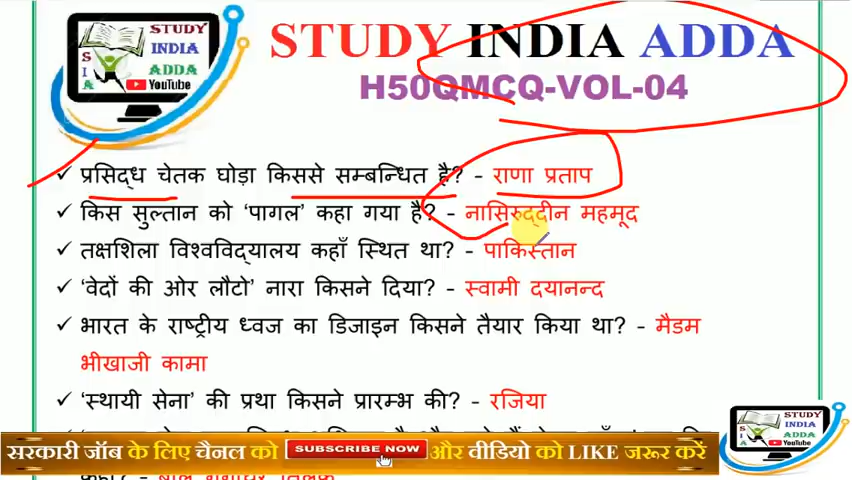 STUDY
INDIA
ADDA
S
I
A
YouTube
STUDY INDIA ADDA
H50QMCQ-VOL-04
✓ प्रसिद्ध चेतक घोड़ा किससे सम्बन्धित है? - राणा प्रताप
✓ किस सुल्तान को 'पागल' कहा गया है? - नासिरुद्दीन महमूद
✓ तक्षशिला विश्वविद्यालय कहाँ स्थित था? - पाकिस्तान
✓ 'वेदों की ओर लौटो' नारा किसने दिया? - स्वामी दयानन्द
✓ भारत के राष्ट्रीय ध्वज का डिजाइन किसने तैयार किया था? - मैडम
भीखाजी कामा
✓ 'स्थायी सेना' की प्रथा किसने प्रारम्भ की? - रजिया
सरकारी जॉब के लिए चैनल को SUBSCRIBE NOW और वीडियो को LIKE जरूर करें
STUDY
INDIA
ADDA
S
I
A
YouTube